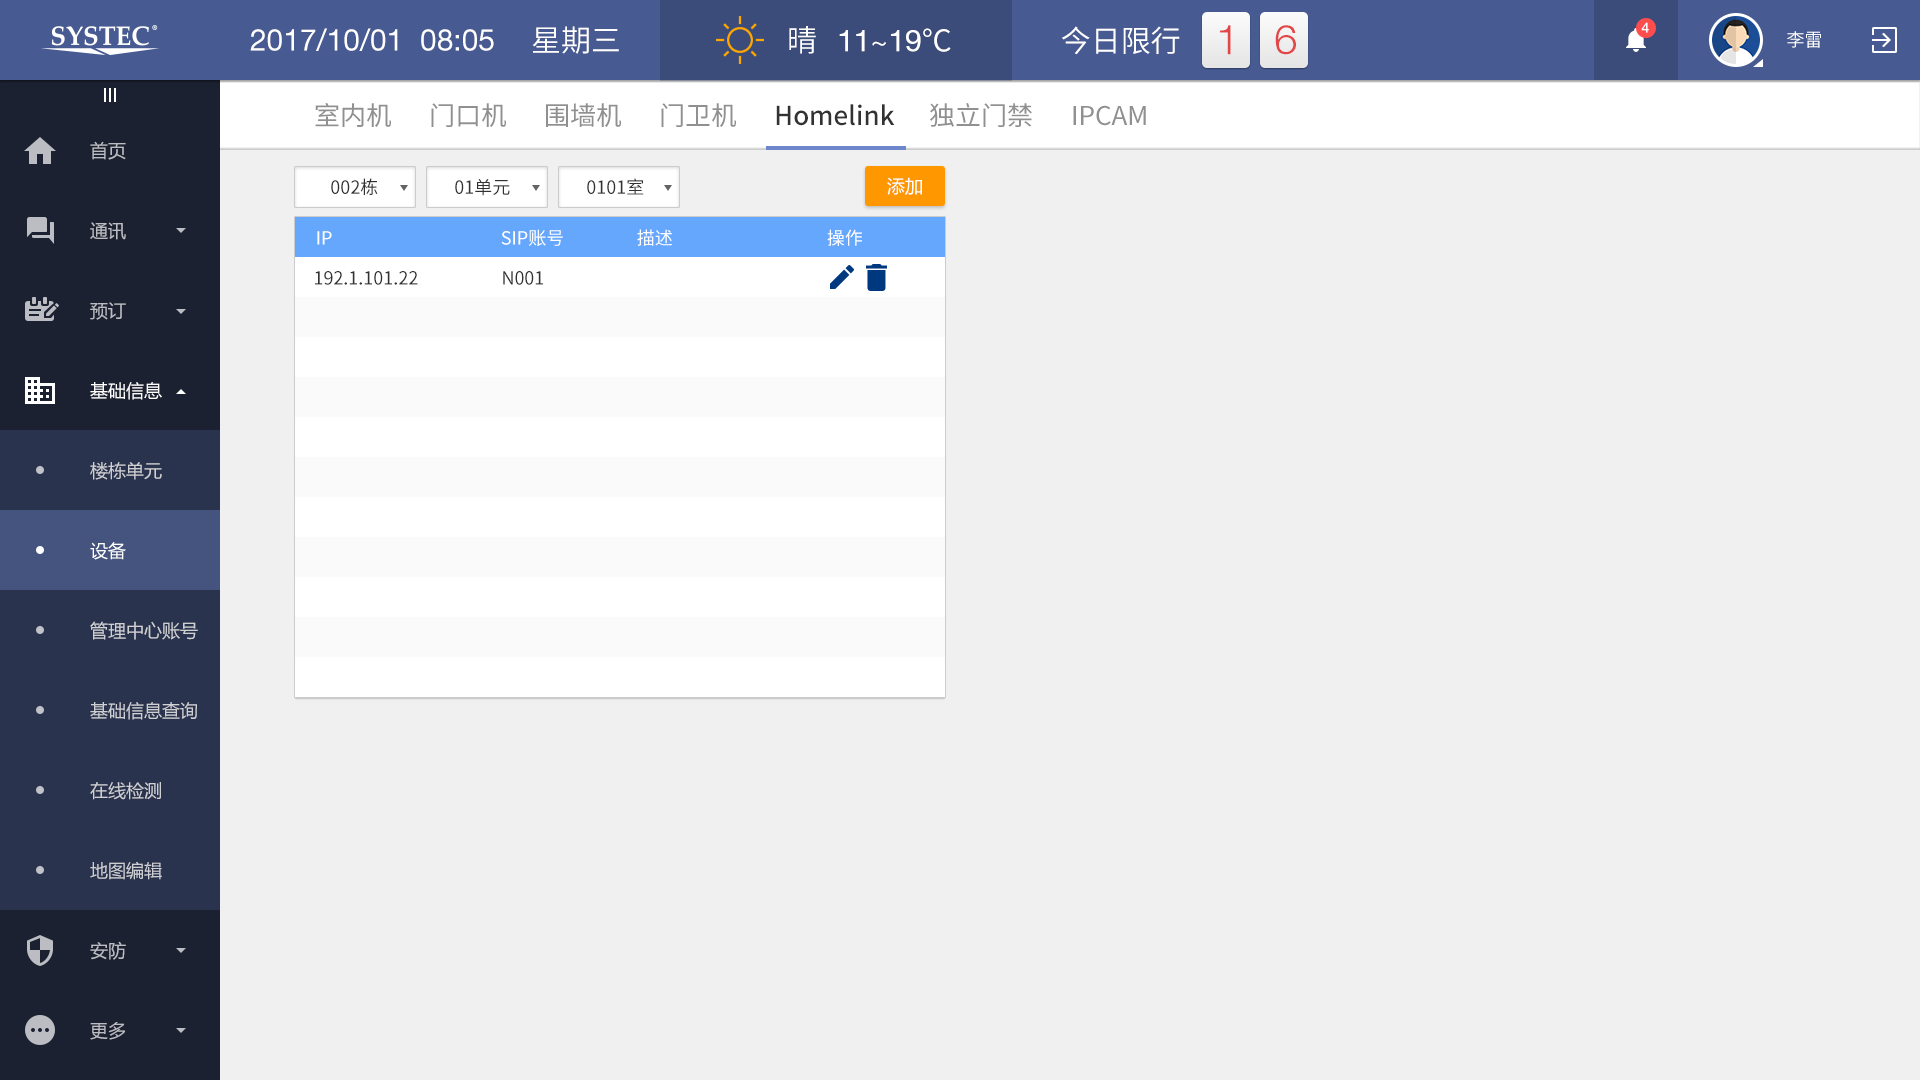 SYSTEC®
2017/10/01 08:05 星期三
晴 11~19℃
今日限行 1 6
4
李雷
室内机 门口机 围墙机 门卫机 Homelink 独立门禁 IPCAM
首页
通讯
预订
基础信息
楼栋单元
设备
管理中心账号
基础信息查询
在线检测
地图编辑
安防
更多
002栋 01单元 0101室 添加
IP SIP账号 描述 操作
192.1.101.22 N001